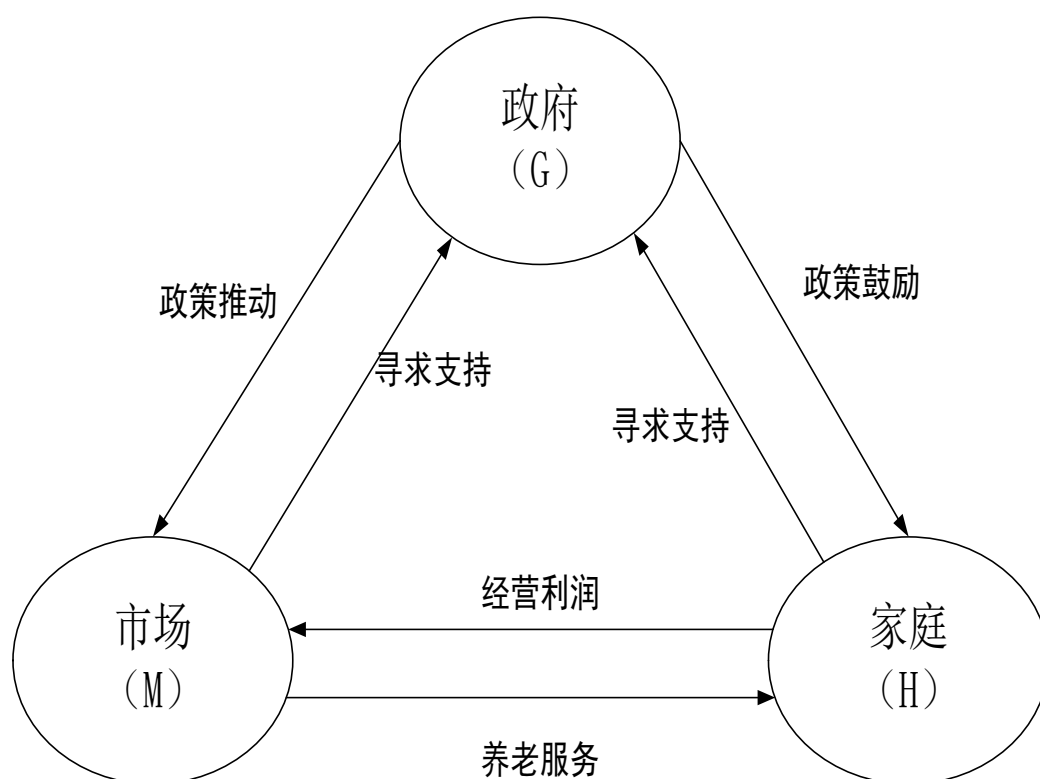 政府
（G）
政策推动
政策鼓励
寻求支持
寻求支持
经营利润
市场
（M）
家庭
（H）
养老服务